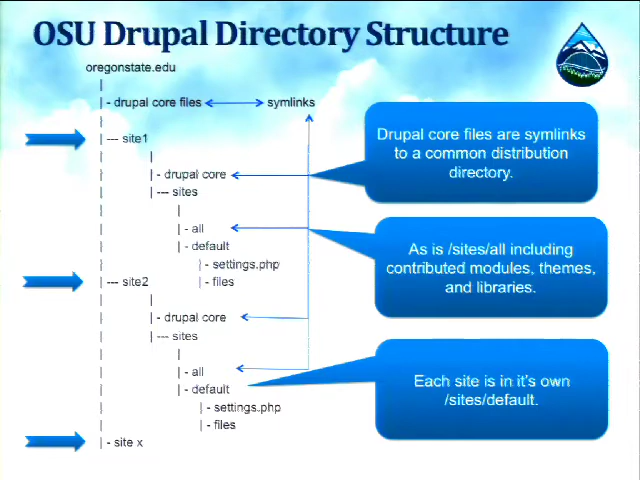 OSU Drupal Directory Structure
oregonstate.edu
|
|- drupal core files
symlinks
|
|--- site1
|
|- drupal core
|--- sites
|
|- all
|- default
|- settings.php
|- files
|--- site2
|
|- drupal core
|--- sites
|
|- all
|- default
|- settings.php
|- files
|- site x
Drupal core files are symlinks
to a common distribution
directory.
As is /sites/all including
contributed modules, themes,
and libraries.
Each site is in it's own
/sites/default.